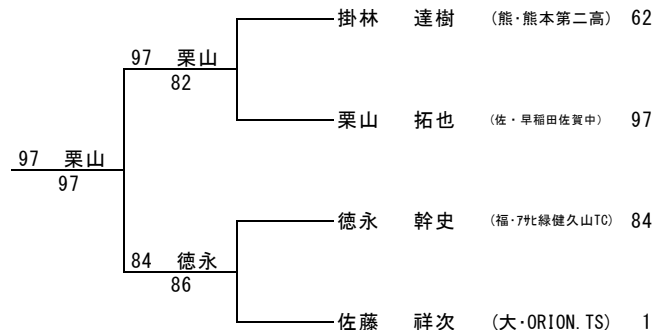 掛林 達樹 (熊・熊本第二高) 62
97 栗山
82
栗山 拓也 (佐・早稲田佐賀中) 97
97 栗山
97
徳永 幹史 (福・ｱｻﾋ緑健久山TC) 84
84 徳永
86
佐藤 祥次 (大・ORION.TS) 1